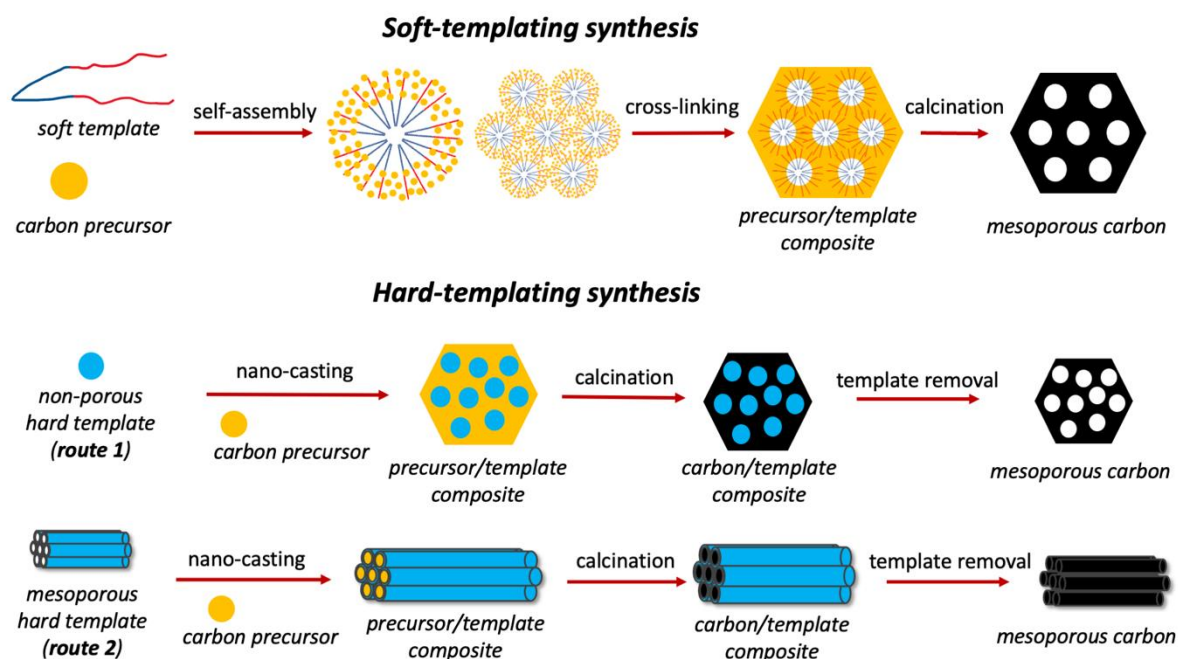 Soft-templating synthesis
soft template
carbon precursor
self-assembly
cross-linking
precursor/template
composite
calcination
mesoporous carbon
Hard-templating synthesis
non-porous
hard template
(route 1)
nano-casting
carbon precursor
precursor/template
composite
calcination
carbon/template
composite
template removal
mesoporous carbon
mesoporous
hard template
(route 2)
nano-casting
carbon precursor
precursor/template
composite
calcination
carbon/template
composite
template removal
mesoporous carbon